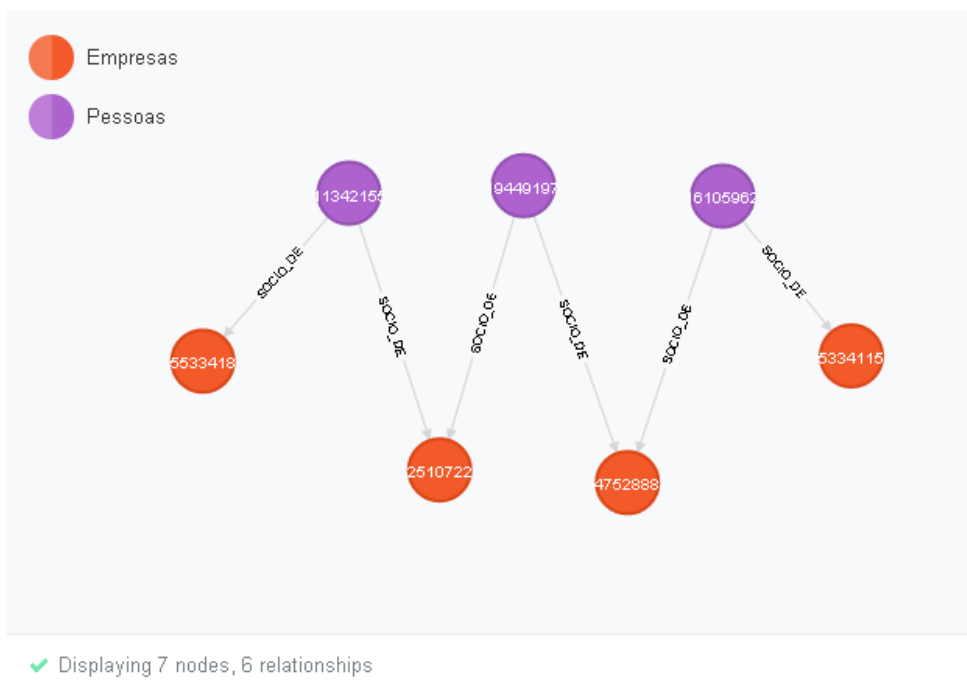 Empresas
Pessoas
11342155
9449197
6105962
SOCIO_DE
SOCIO_DE
SOCIO_DE
SOCIO_DE
SOCIO_DE
SOCIO_DE
5533418
5334115
2510722
4752888
Displaying 7 nodes, 6 relationships